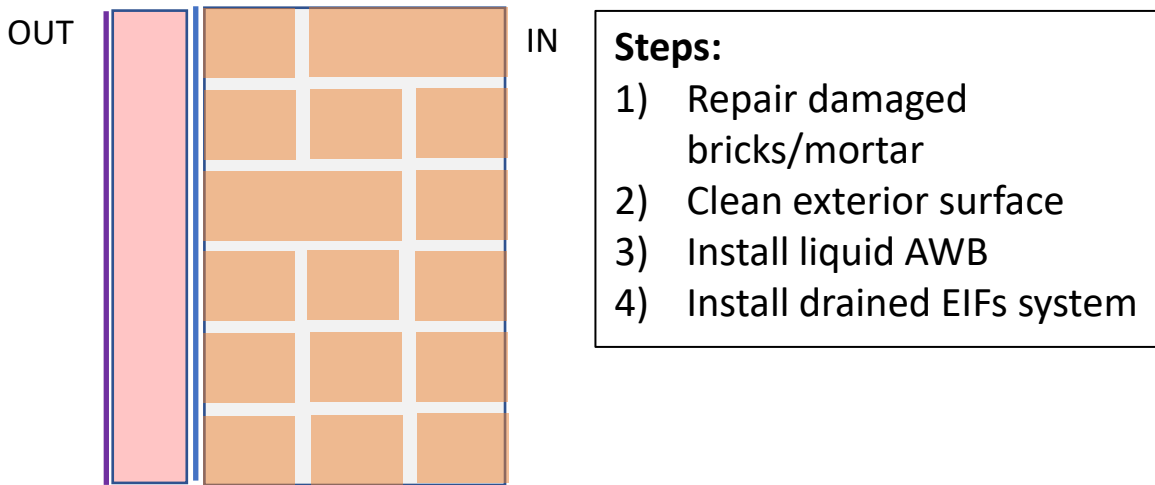 OUT
IN
Steps:
1) Repair damaged
bricks/mortar
2) Clean exterior surface
3) Install liquid AWB
4) Install drained EIFs system